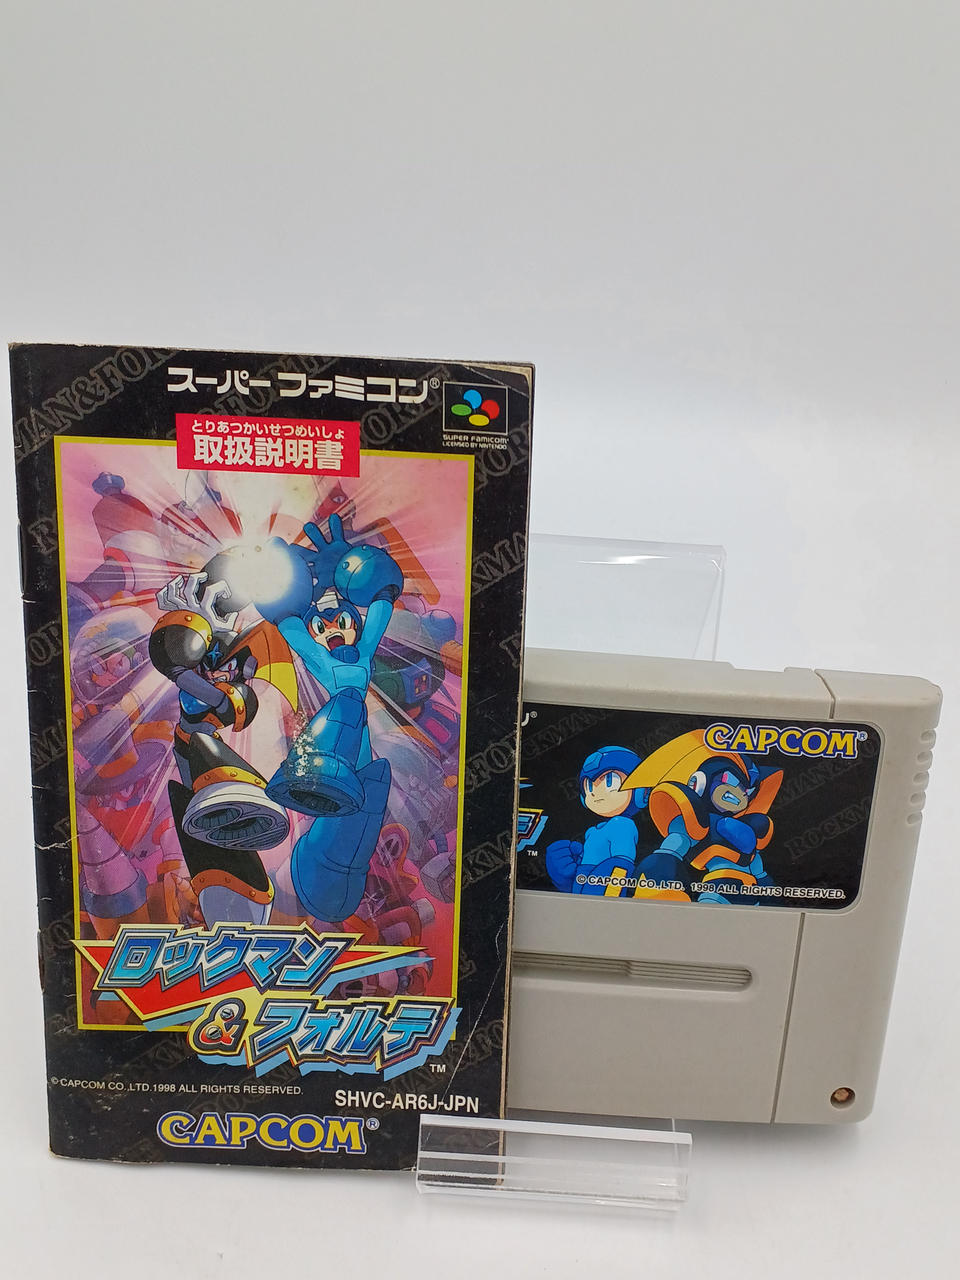 スーパーファミコン®
SUPER FAMICOM®
LICENSED BY NINTENDO
とりあつかいせつめいしょ
取扱説明書
ロックマン
&フォルテ
TM
©CAPCOM CO.,LTD.1998 ALL RIGHTS RESERVED.
SHVC-AR6J-JPN
CAPCOM®
ン®
CAPCOM®
テ
TM
©CAPCOM CO.,LTD. 1998 ALL RIGHTS RESERVED.